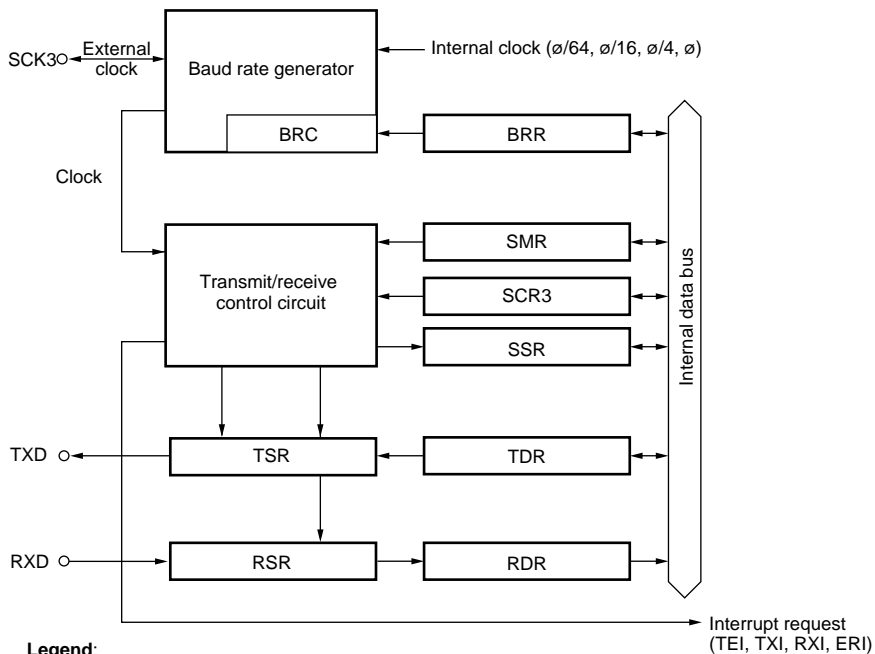 SCK3
External
clock
Baud rate generator
Internal clock (ø/64, ø/16, ø/4, ø)
BRC
BRR
Clock
Transmit/receive
control circuit
SMR
SCR3
SSR
Internal data bus
TXD
TSR
TDR
RXD
RSR
RDR
Interrupt request
(TEI, TXI, RXI, ERI)
Legend: